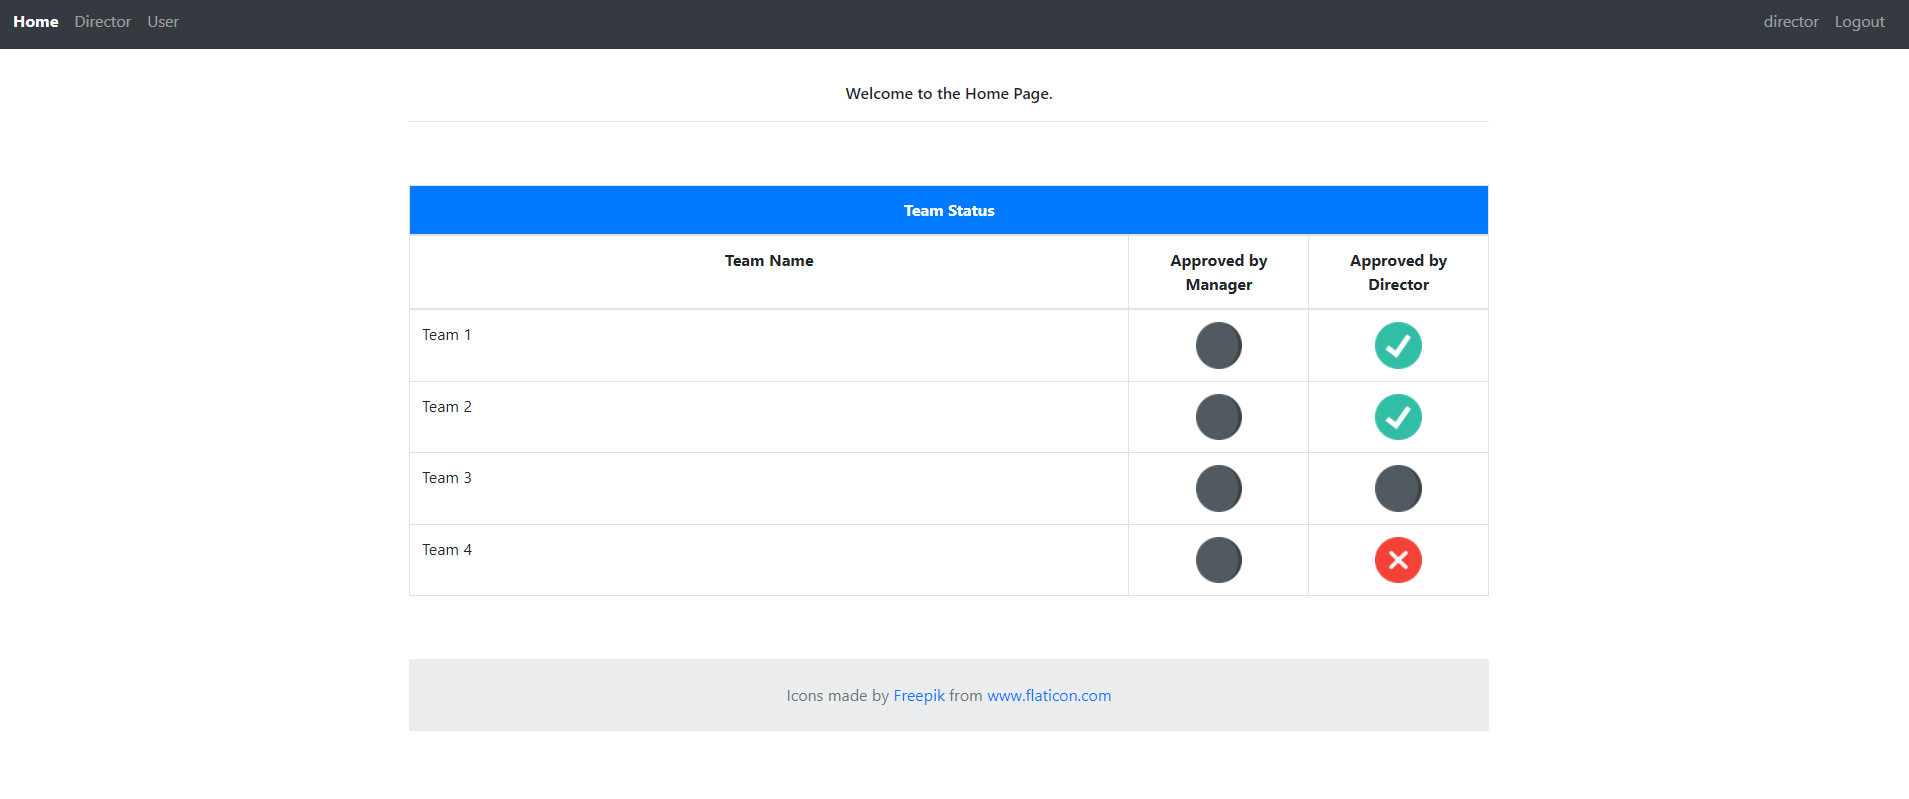 Home Director User director Logout
Welcome to the Home Page.
Team Status
Team Name Approved by Manager Approved by Director
Team 1
Team 2
Team 3
Team 4
Icons made by Freepik from www.flaticon.com